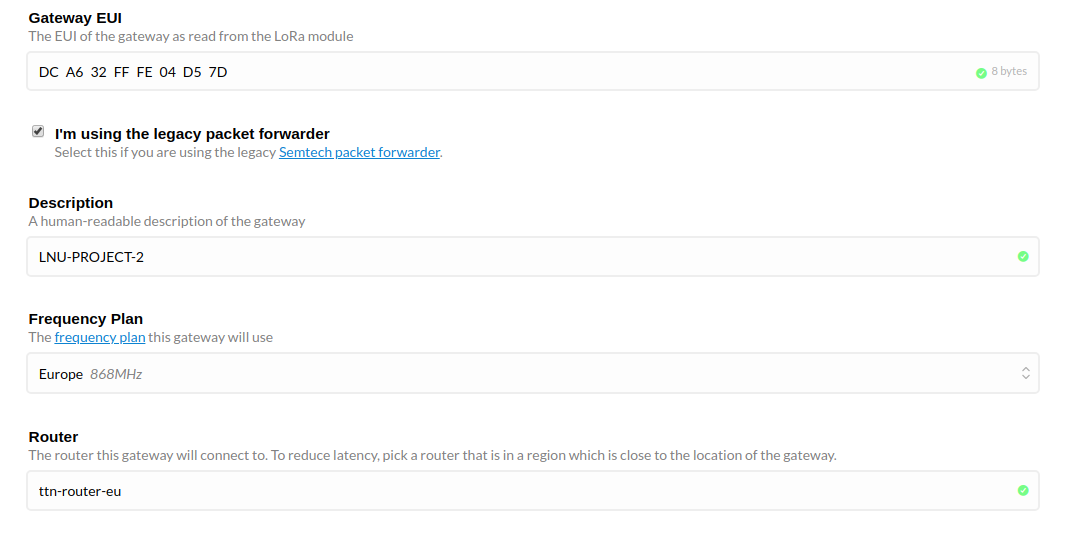 Gateway EUI
The EUI of the gateway as read from the LoRa module
DC A6 32 FF FE 04 D5 7D
8 bytes
I'm using the legacy packet forwarder
Select this if you are using the legacy Semtech packet forwarder.
Description
A human-readable description of the gateway
LNU-PROJECT-2
Frequency Plan
The frequency plan this gateway will use
Europe 868MHz
Router
The router this gateway will connect to. To reduce latency, pick a router that is in a region which is close to the location of the gateway.
ttn-router-eu